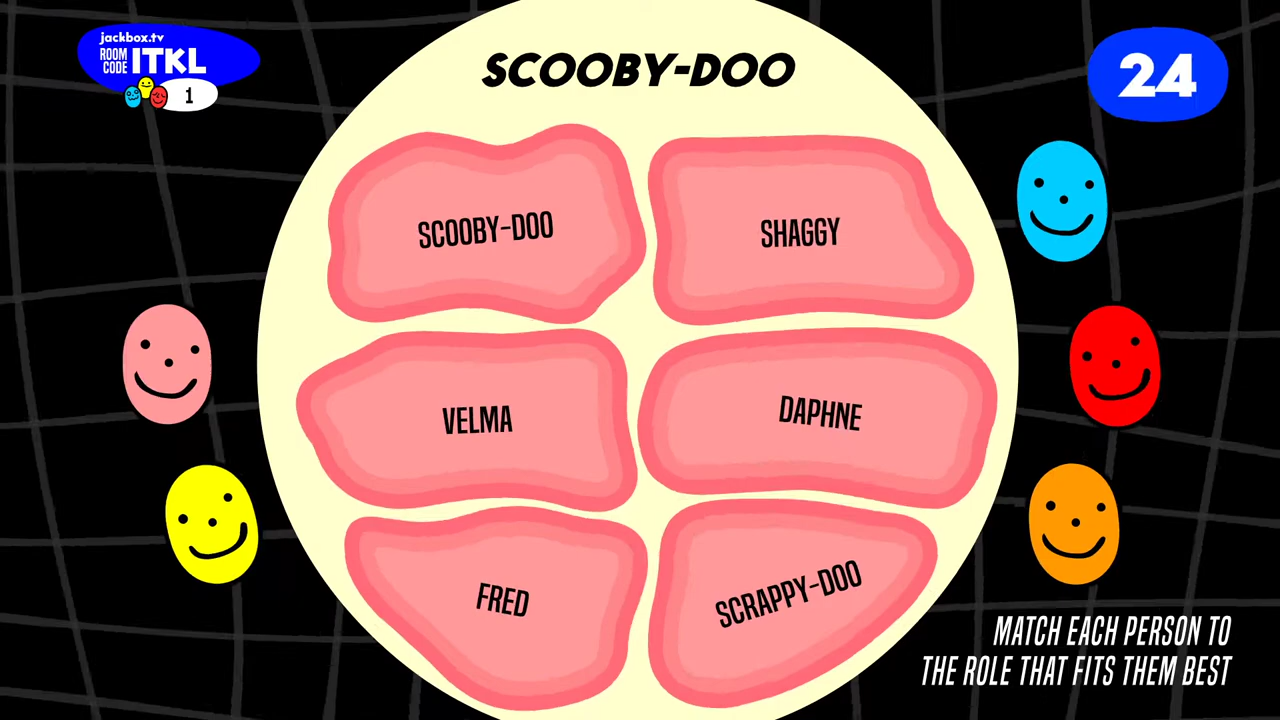 jackbox.tv
ROOM CODE ITKL
1
SCOOBY-DOO
24
SCOOBY-DOO
SHAGGY
VELMA
DAPHNE
FRED
SCRAPPY-DOO
MATCH EACH PERSON TO
THE ROLE THAT FITS THEM BEST